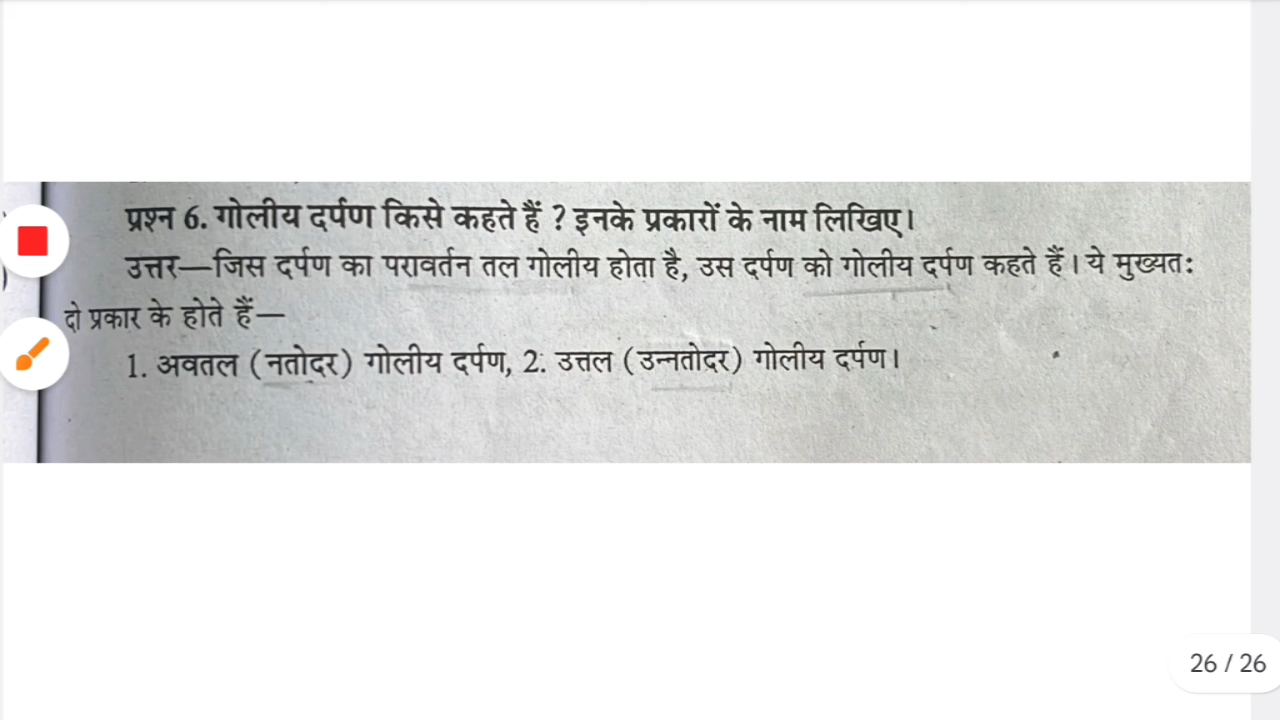 प्रश्न 6. गोलीय दर्पण किसे कहते हैं ? इनके प्रकारों के नाम लिखिए।
उत्तर—जिस दर्पण का परावर्तन तल गोलीय होता है, उस दर्पण को गोलीय दर्पण कहते हैं। ये मुख्यतः
दो प्रकार के होते हैं—
1. अवतल (नतोदर) गोलीय दर्पण, 2. उत्तल (उन्नतोदर) गोलीय दर्पण।
26 / 26